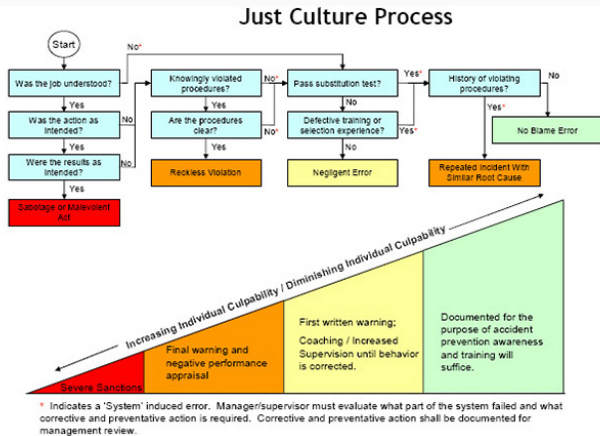 Just Culture Process
Start
No*
Was the job understood?
Knowingly violated
procedures?
No*
Pass substitution test?
Yes*
History of violating
procedures?
No
Yes
Yes
No
Yes*
Was the action as
intended?
No
Are the procedures
clear?
No*
Defective training or
selection experience?
Yes*
No Blame Error
Yes
Yes
No
Were the results as
intended?
No
Reckless Violation
Negligent Error
Repeated Incident With
Similar Root Cause
Yes
Sabotage or Malevolent
Act
Increasing Individual Culpability / Diminishing Individual Culpability
Severe Sanctions
Final warning and
negative performance
appraisal
First written warning;
Coaching / Increased
Supervision until behavior
is corrected.
Documented for the
purpose of accident
prevention awareness
and training will
suffice.
* Indicates a 'System' induced error. Manager/supervisor must evaluate what part of the system failed and what
corrective and preventative action is required. Corrective and preventative action shall be documented for
management review.